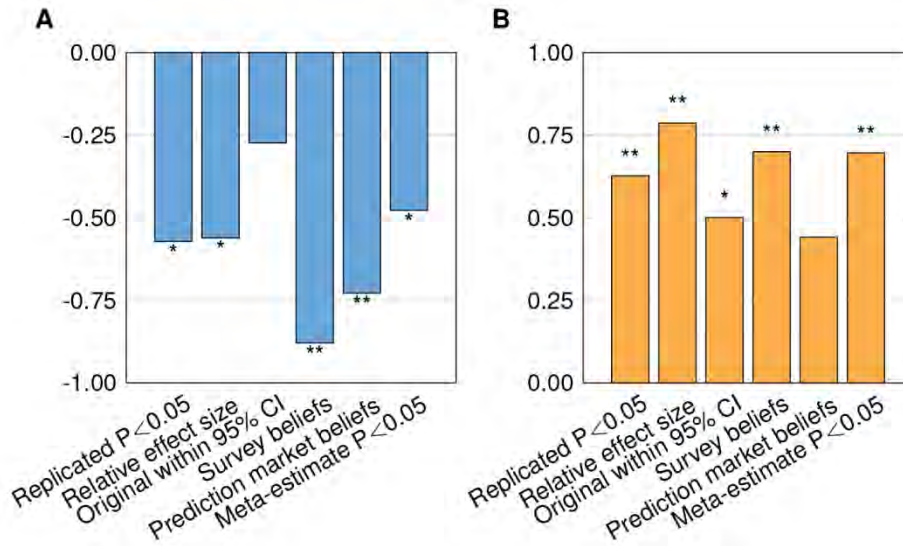 A
0.00
-0.25
-0.50
-0.75
-1.00
* * ** ** *
Replicated P<0.05
Relative effect size
Original within 95% CI
Survey beliefs
Prediction market beliefs
Meta-estimate P<0.05
B
1.00
0.75
0.50
0.25
0.00
** ** * ** **
Replicated P<0.05
Relative effect size
Original within 95% CI
Survey beliefs
Prediction market beliefs
Meta-estimate P<0.05